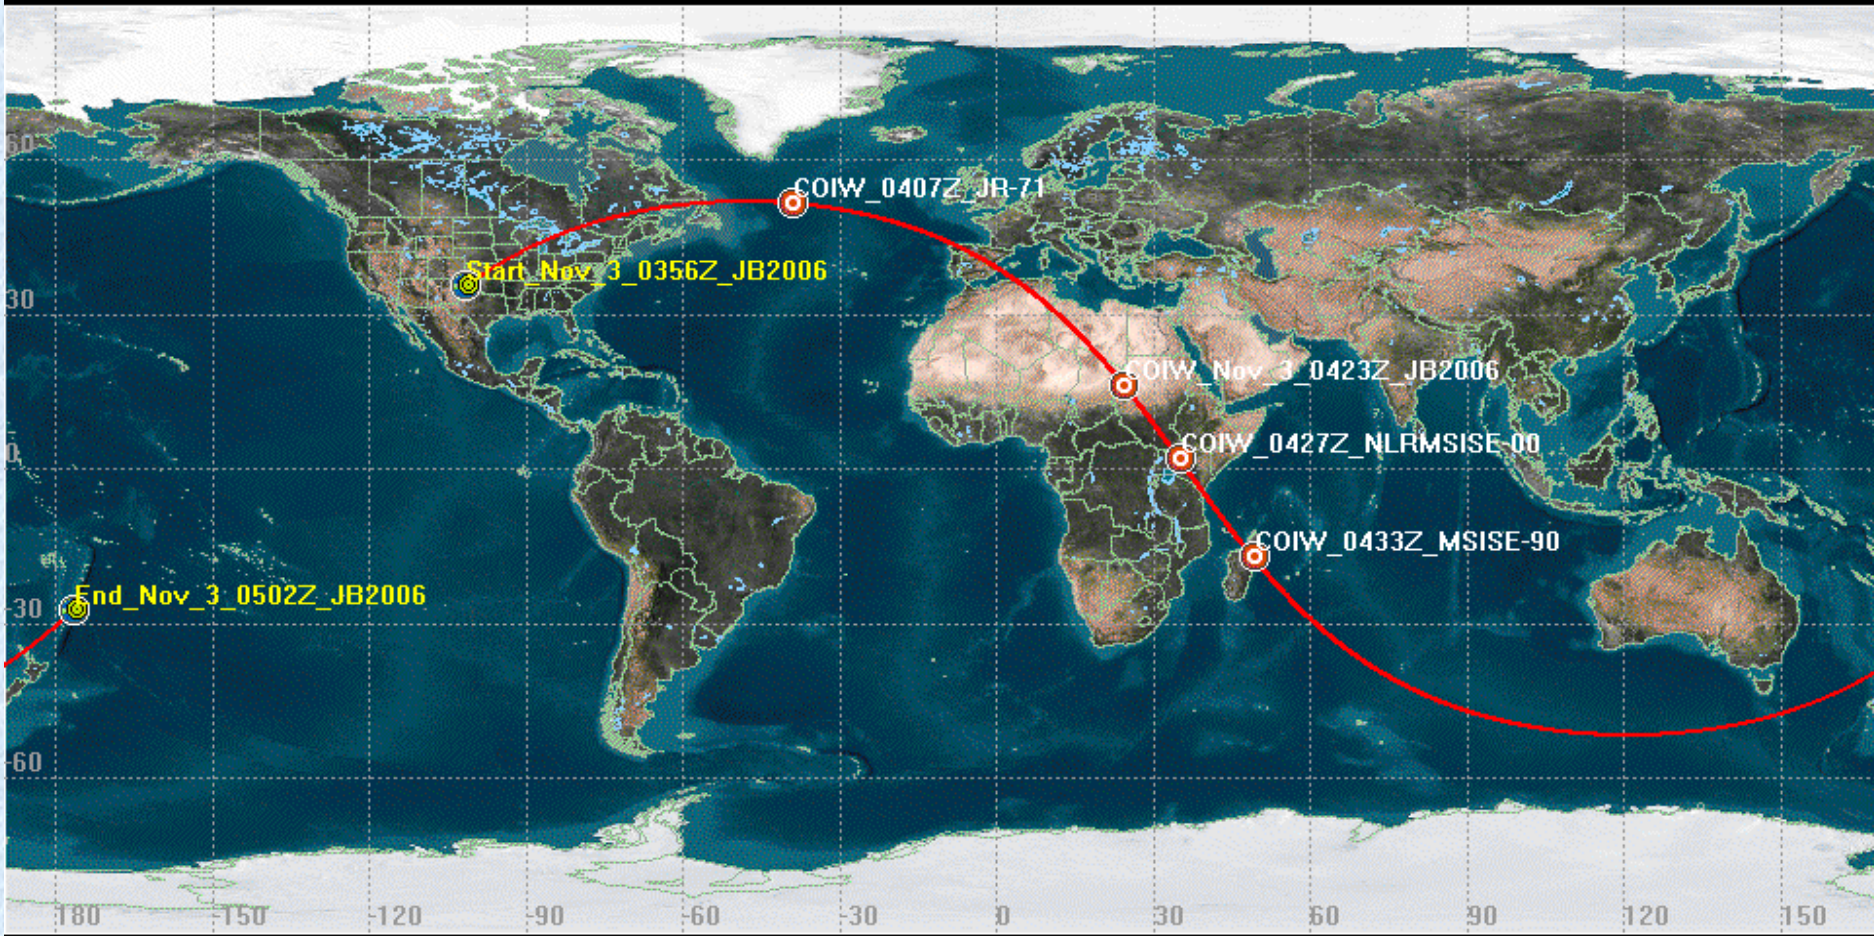 60
COIW_0407Z_JR-71
Start_Nov_3_0356Z_JB2006
30
COIW_Nov_3_0423Z_JB2006
0
COIW_0427Z_NLRMSISE-00
COIW_0433Z_MSISE-90
End_Nov_3_0502Z_JB2006
-30
-60
180 -150 -120 -90 -60 -30 0 30 60 90 120 150